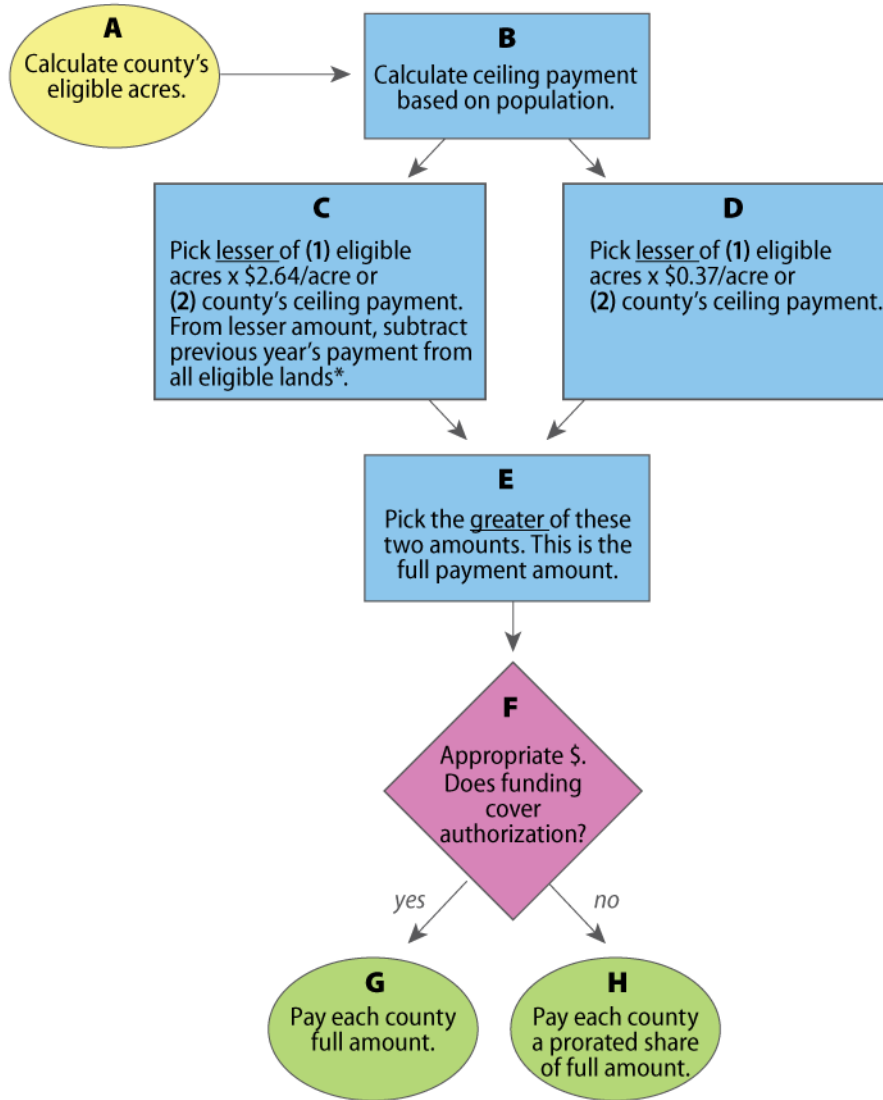 A
Calculate county’s
eligible acres.
B
Calculate ceiling payment
based on population.
C
Pick lesser of (1) eligible
acres x $2.64/acre or
(2) county’s ceiling payment.
From lesser amount, subtract
previous year’s payment from
all eligible lands*.
D
Pick lesser of (1) eligible
acres x $0.37/acre or
(2) county’s ceiling payment.
E
Pick the greater of these
two amounts. This is the
full payment amount.
F
Appropriate $.
Does funding
cover
authorization?
yes
no
G
Pay each county
full amount.
H
Pay each county
a prorated share
of full amount.